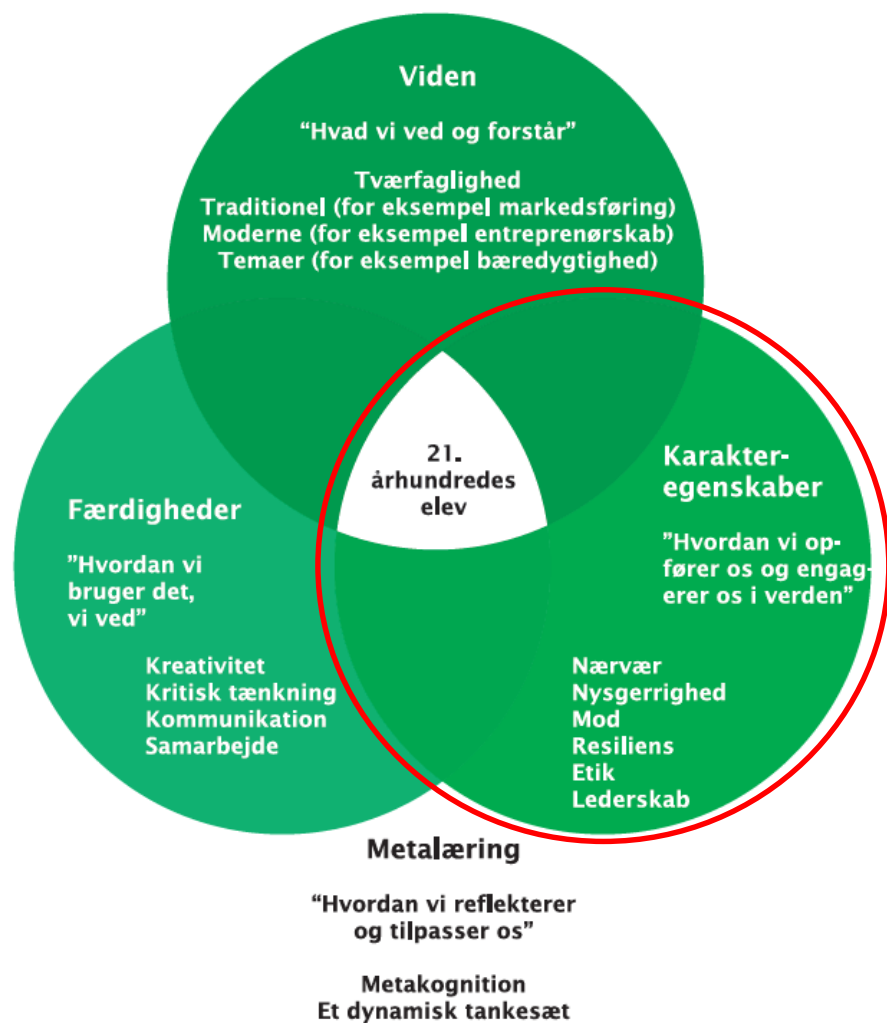 Viden
“Hvad vi ved og forstår”
Tværfaglighed
Traditionel (for eksempel markedsføring)
Moderne (for eksempel entreprenørskab)
Temaer (for eksempel bæredygtighed)
21.
århundredes
elev
Færdigheder
”Hvordan vi
bruger det,
vi ved”
Kreativitet
Kritisk tænkning
Kommunikation
Samarbejde
Karakter-
egenskaber
”Hvordan vi op-
fører os og engag-
erer os i verden”
Nærvær
Nysgerrighed
Mod
Resiliens
Etik
Lederskab
Metalæring
“Hvordan vi reflekterer
og tilpasser os”
Metakognition
Et dynamisk tankesæt